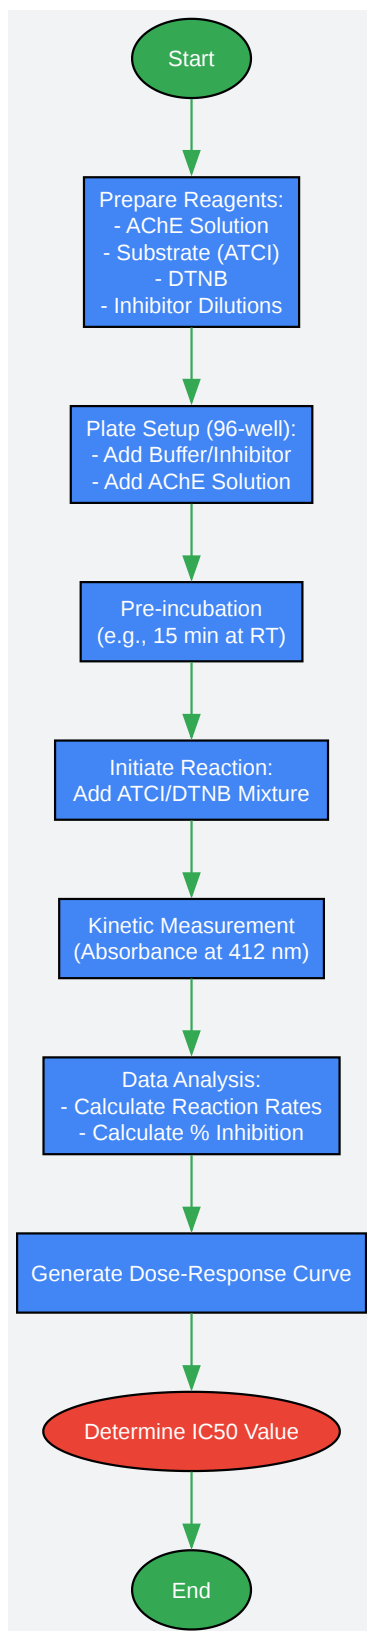 Start
Prepare Reagents:
- AChE Solution
- Substrate (ATCI)
- DTNB
- Inhibitor Dilutions
Plate Setup (96-well):
- Add Buffer/Inhibitor
- Add AChE Solution
Pre-incubation
(e.g., 15 min at RT)
Initiate Reaction:
Add ATCI/DTNB Mixture
Kinetic Measurement
(Absorbance at 412 nm)
Data Analysis:
- Calculate Reaction Rates
- Calculate % Inhibition
Generate Dose-Response Curve
Determine IC50 Value
End